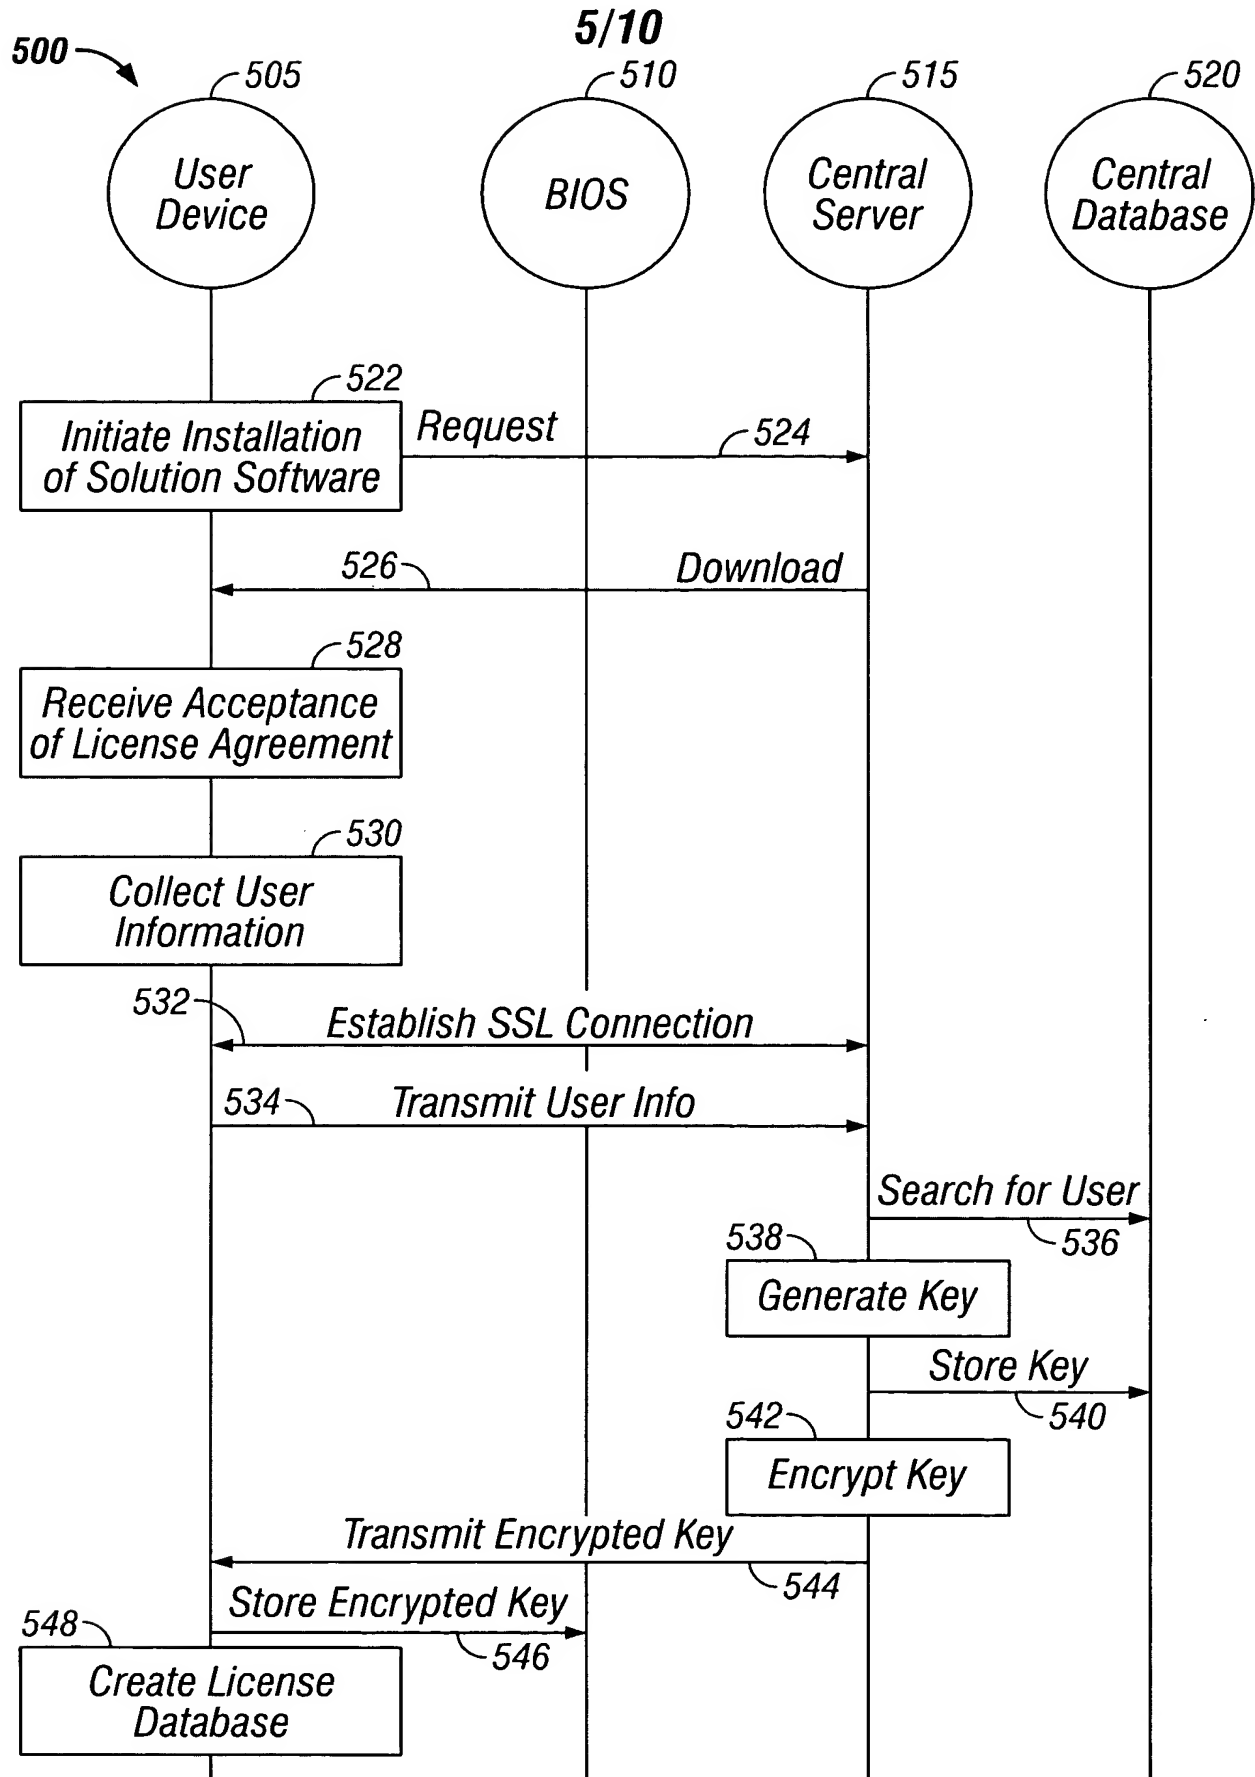 5/10
500
505
510
515
520
User
Device
BIOS
Central
Server
Central
Database
522
Initiate Installation
of Solution Software
Request
524
526
Download
528
Receive Acceptance
of License Agreement
530
Collect User
Information
532
Establish SSL Connection
534
Transmit User Info
Search for User
536
538
Generate Key
Store Key
540
542
Encrypt Key
Transmit Encrypted Key
544
Store Encrypted Key
546
548
Create License
Database